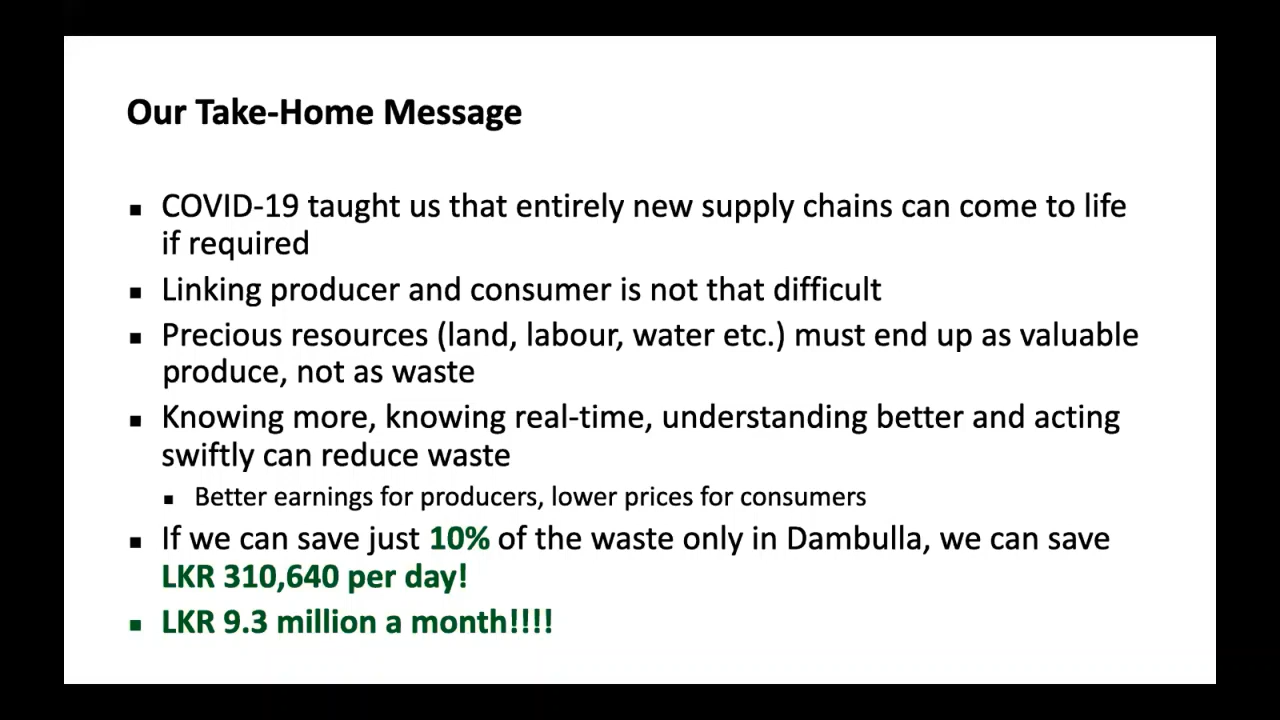 Our Take-Home Message
▪ COVID-19 taught us that entirely new supply chains can come to life
if required
▪ Linking producer and consumer is not that difficult
▪ Precious resources (land, labour, water etc.) must end up as valuable
produce, not as waste
▪ Knowing more, knowing real-time, understanding better and acting
swiftly can reduce waste
▪ Better earnings for producers, lower prices for consumers
▪ If we can save just 10% of the waste only in Dambulla, we can save
LKR 310,640 per day!
▪ LKR 9.3 million a month!!!!